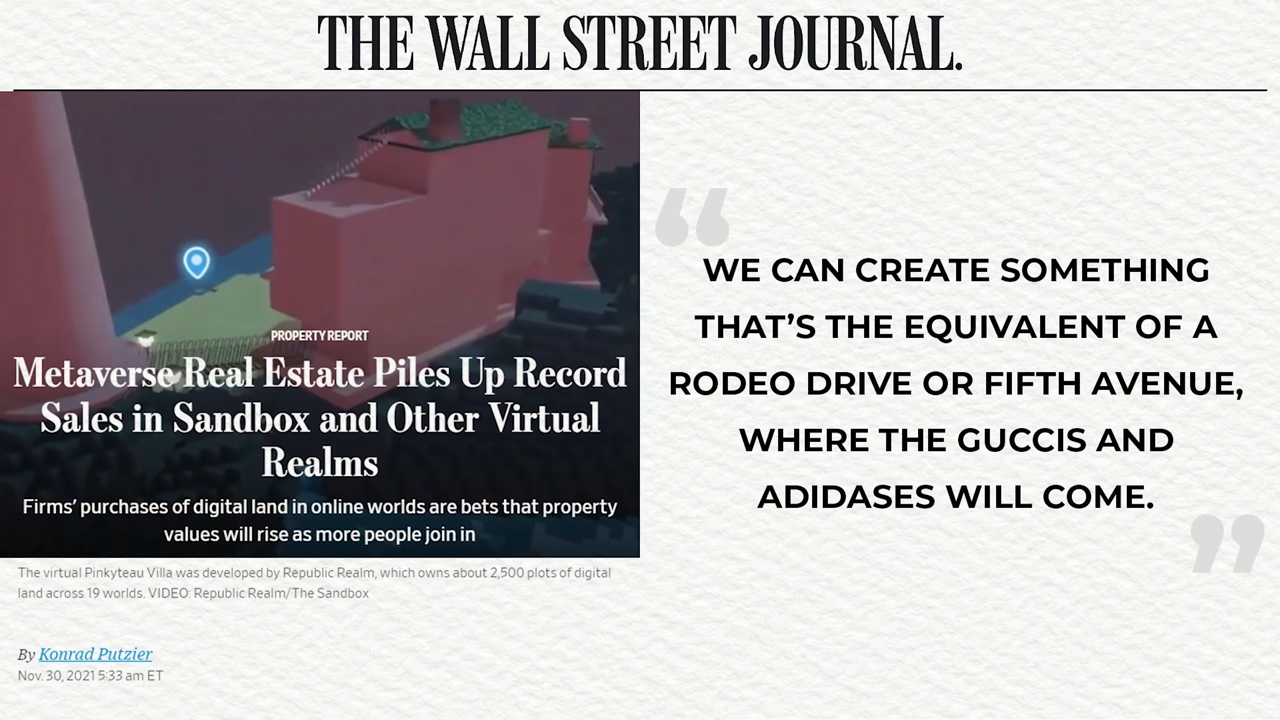 THE WALL STREET JOURNAL.
PROPERTY REPORT
Metaverse Real Estate Piles Up Record
Sales in Sandbox and Other Virtual
Realms
Firms' purchases of digital land in online worlds are bets that property
values will rise as more people join in
The virtual Pinkyteau Villa was developed by Republic Realm, which owns about 2,500 plots of digital
land across 19 worlds. VIDEO: Republic Realm/The Sandbox
By Konrad Putzier
Nov. 30, 2021 5:33 am ET
“
WE CAN CREATE SOMETHING
THAT’S THE EQUIVALENT OF A
RODEO DRIVE OR FIFTH AVENUE,
WHERE THE GUCCIS AND
ADIDASES WILL COME.
”